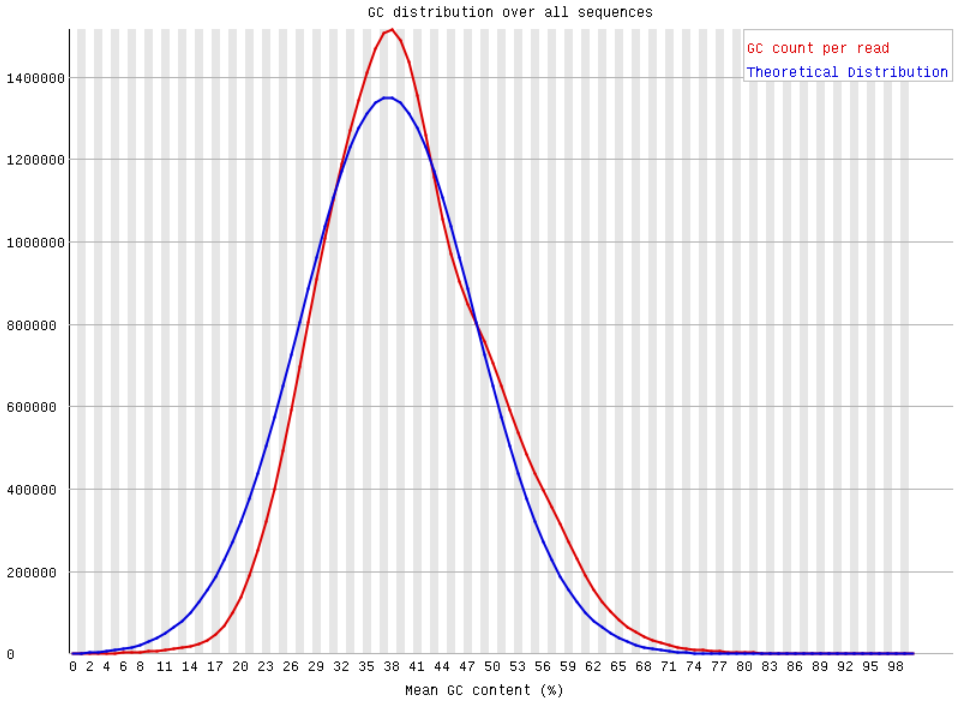 GC distribution over all sequences
GC count per read
Theoretical Distribution
1400000
1200000
1000000
800000
600000
400000
200000
0
0 2 4 6 8 11 14 17 20 23 26 29 32 35 38 41 44 47 50 53 56 59 62 65 68 71 74 77 80 83 86 89 92 95 98
Mean GC content (%)